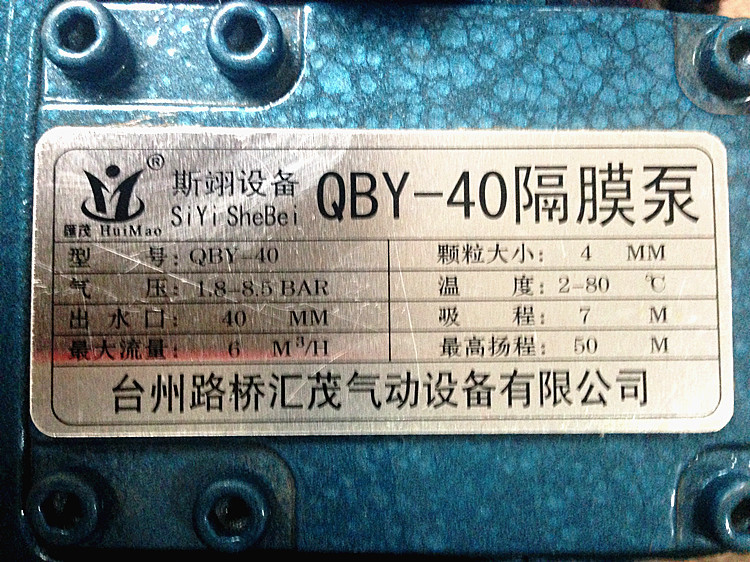 ® 斯翊设备 QBY-40隔膜泵
滙茂 HuiMao SiYi SheBei
型 号: QBY-40 颗粒大小: 4 MM
气 压: 1.8-8.5 BAR 温 度: 2-80 ℃
出水口: 40 MM 吸 程: 7 M
最大流量: 6 M³/H 最高扬程: 50 M
台州路桥汇茂气动设备有限公司